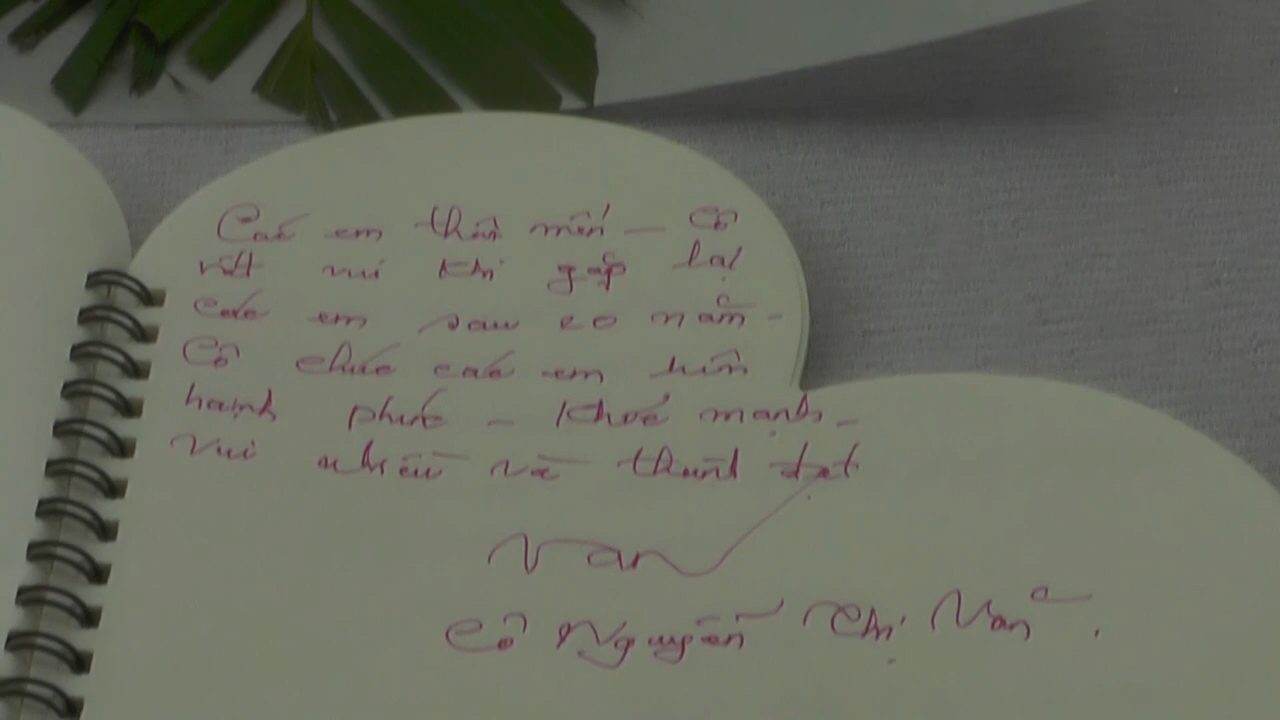 Các em thân mến - Cô
rất vui khi gặp lại
các em sau 20 năm -
Cô chúc các em luôn
hạnh phúc - khoẻ mạnh -
Vui nhiều và thành đạt
Van
Cô Nguyễn Thị Vân.